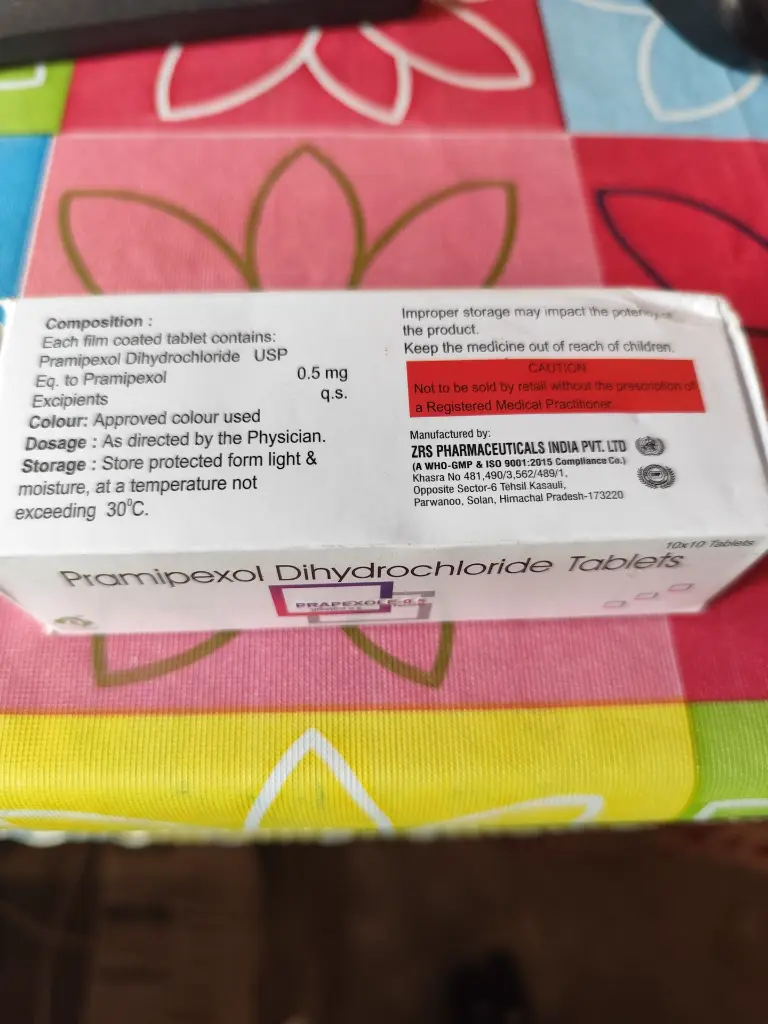 Composition :
Each film coated tablet contains:
Pramipexol Dihydrochloride USP
Eq. to Pramipexol 0.5 mg
Excipients q.s.
Colour: Approved colour used
Dosage : As directed by the Physician.
Storage : Store protected form light &
moisture, at a temperature not
exceeding 30°C.
Improper storage may impact the potency of
the product.
Keep the medicine out of reach of children.
CAUTION
Not to be sold by retail without the prescription of
a Registered Medical Practitioner.
Manufactured by:
ZRS PHARMACEUTICALS INDIA PVT. LTD
(A WHO-GMP & ISO 9001:2015 Compliance Co.)
Khasra No 481,490/3,562/489/1,
Opposite Sector-6 Tehsil Kasauli,
Parwanoo, Solan, Himachal Pradesh-173220
10x10 Tablets
Pramipexol Dihydrochloride Tablets